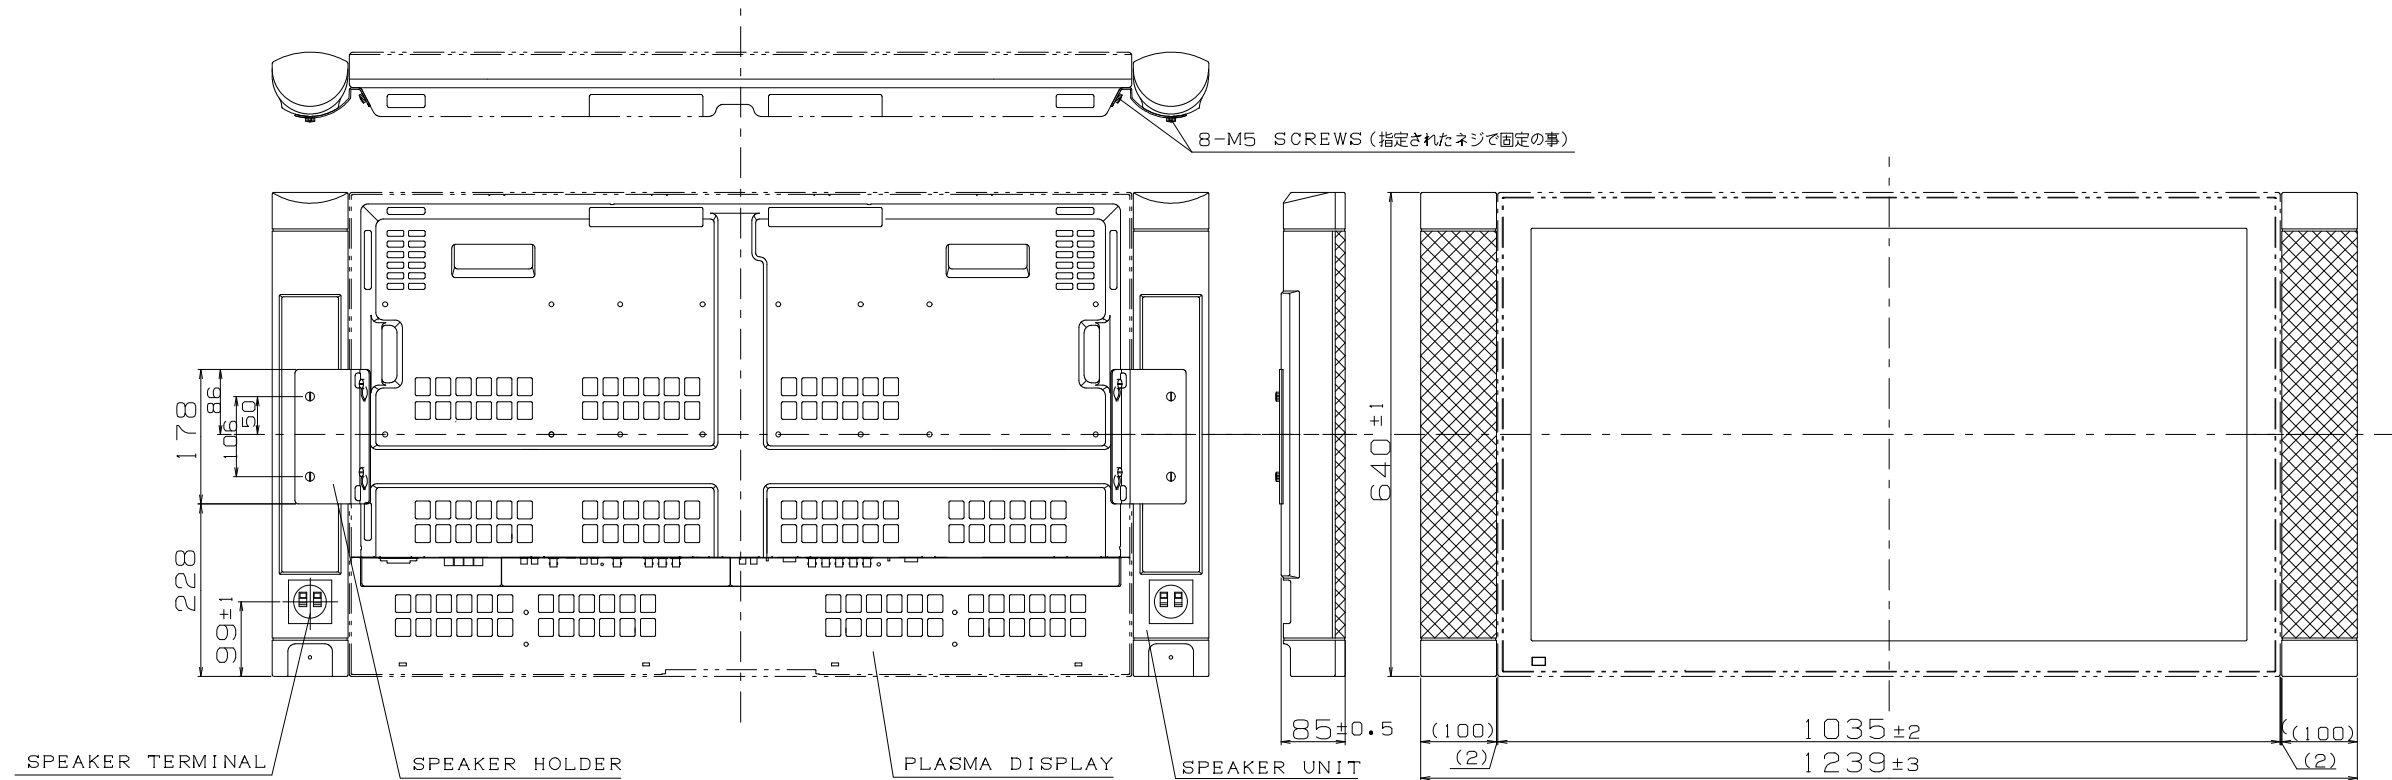 8-M5 SCREWS（指定されたネジで固定の事）
178
86
106
50
228
99±1
640±1
85±0.5
(100)
(2)
1035±2
(100)
(2)
1239±3
SPEAKER TERMINAL
SPEAKER HOLDER
PLASMA DISPLAY
SPEAKER UNIT